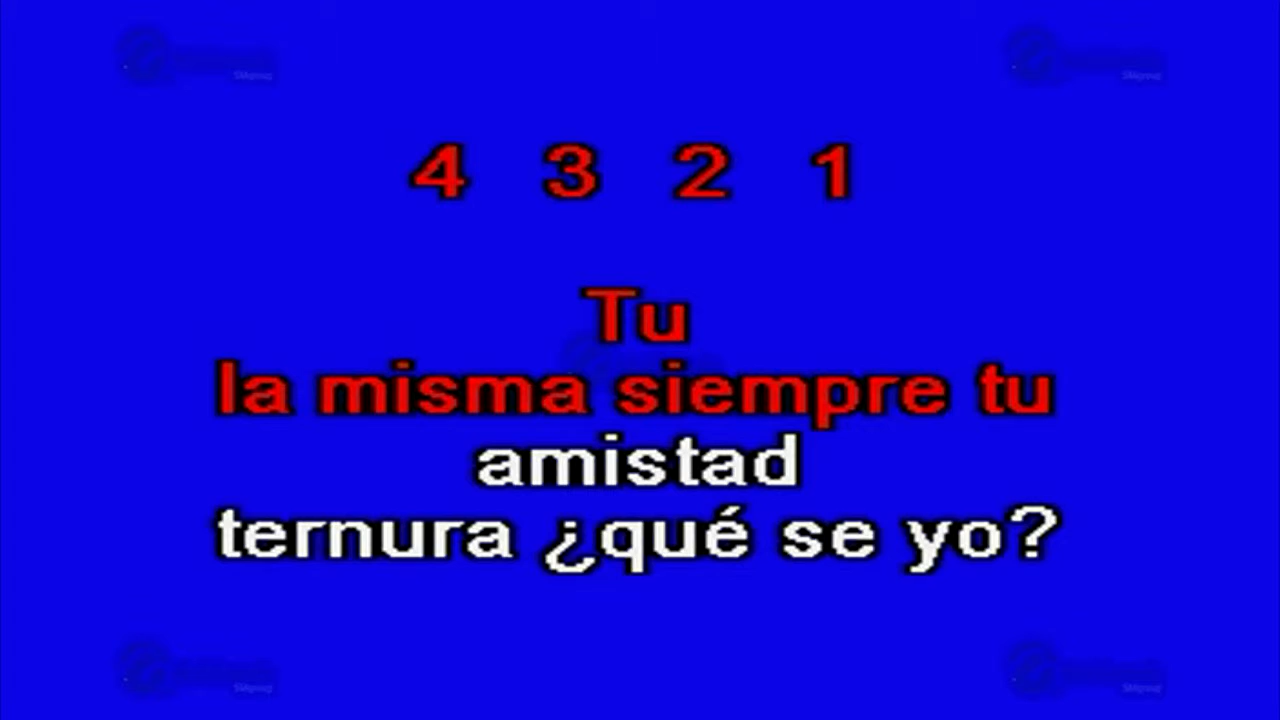 4 3 2 1
Tu
la misma siempre tu
amistad
ternura ¿qué se yo?